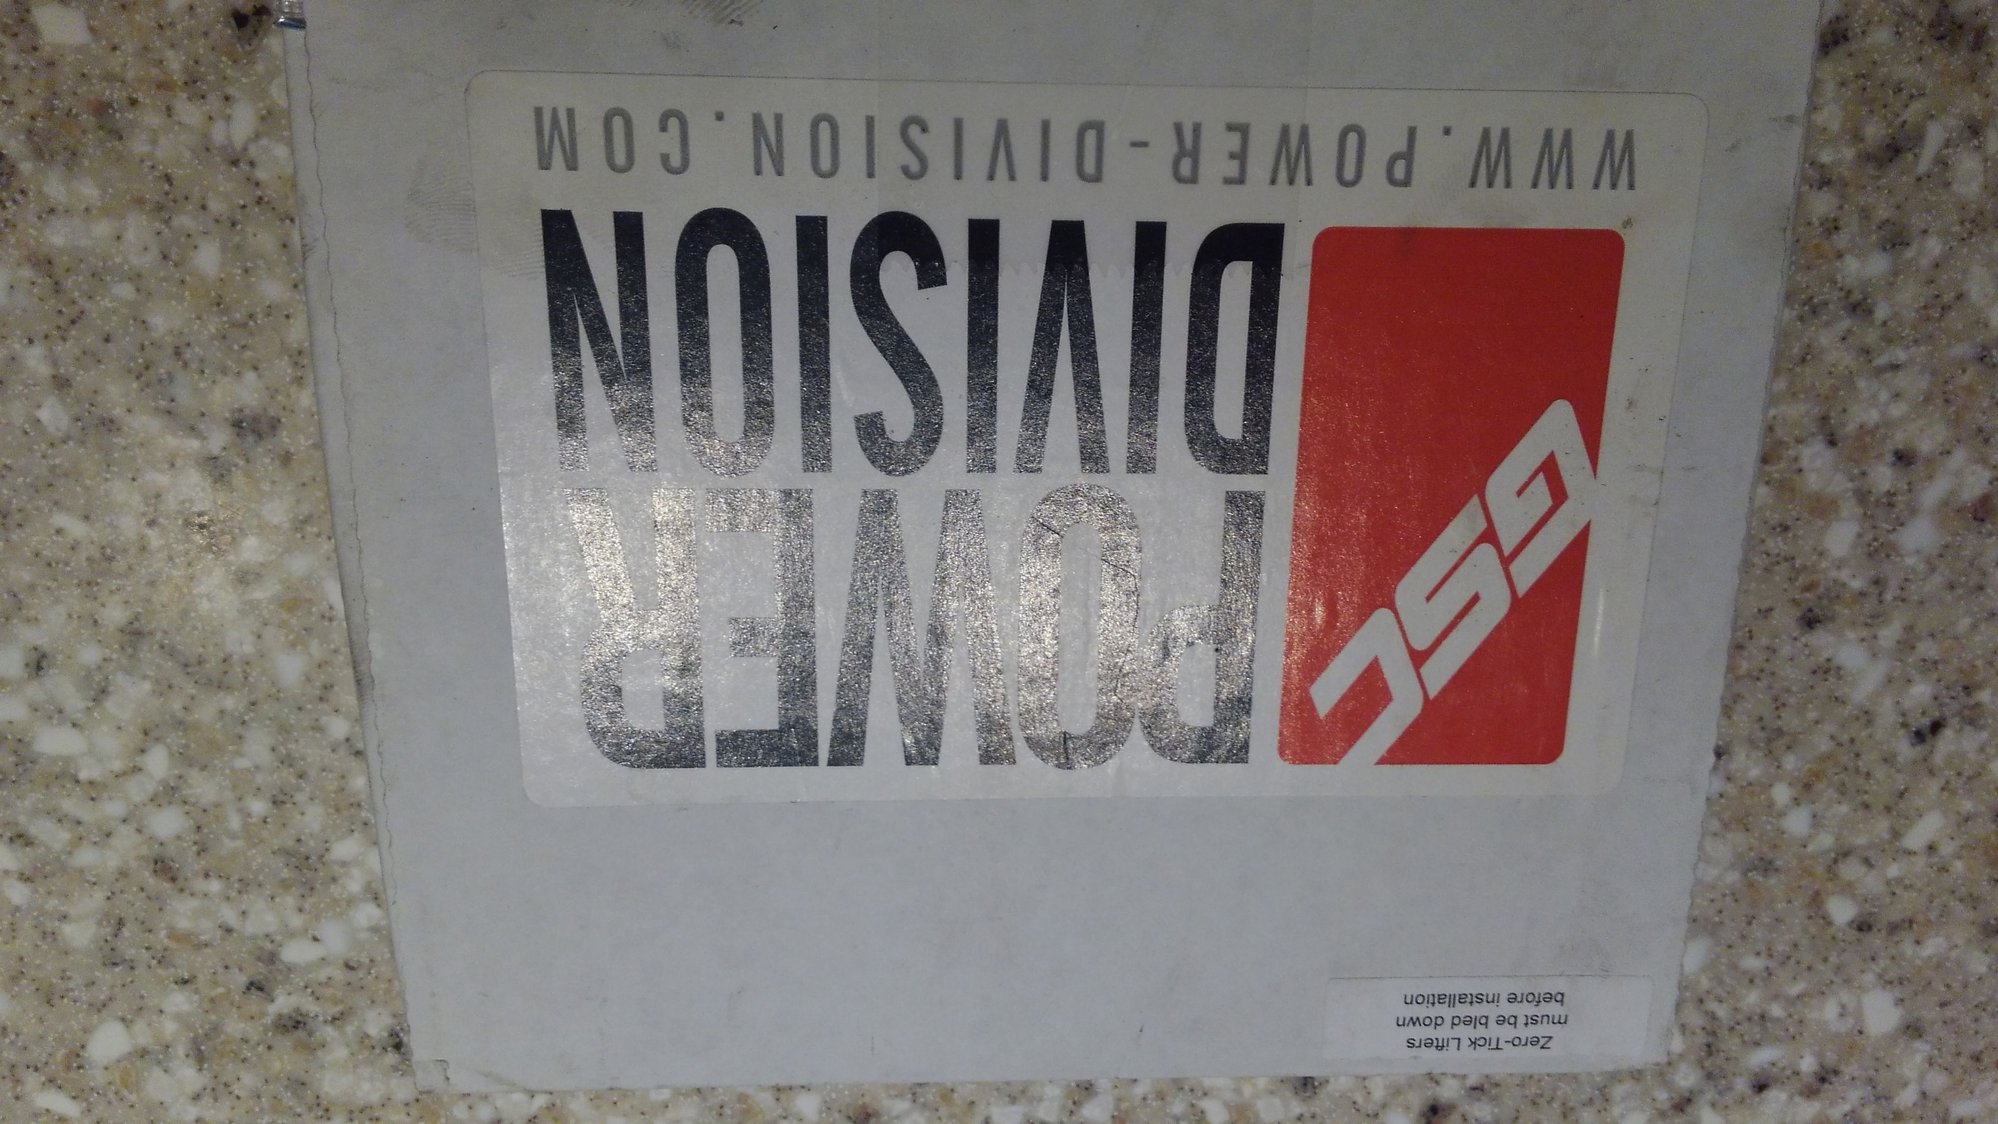 Zero-Tick Lifters
must be bled down
before installation
GSC
POWER
DIVISION
WWW.POWER-DIVISION.COM